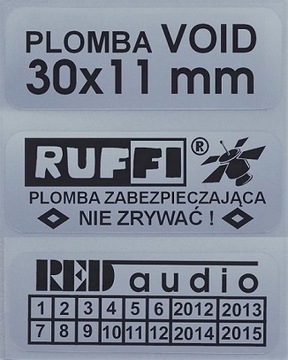 PLOMBA VOID
30x11 mm
RUFFI®
PLOMBA ZABEZPIECZAJĄCA
NIE ZRYWAĆ !
RED audio
1 2 3 4 5 6 2012 2013
7 8 9 10 11 12 2014 2015